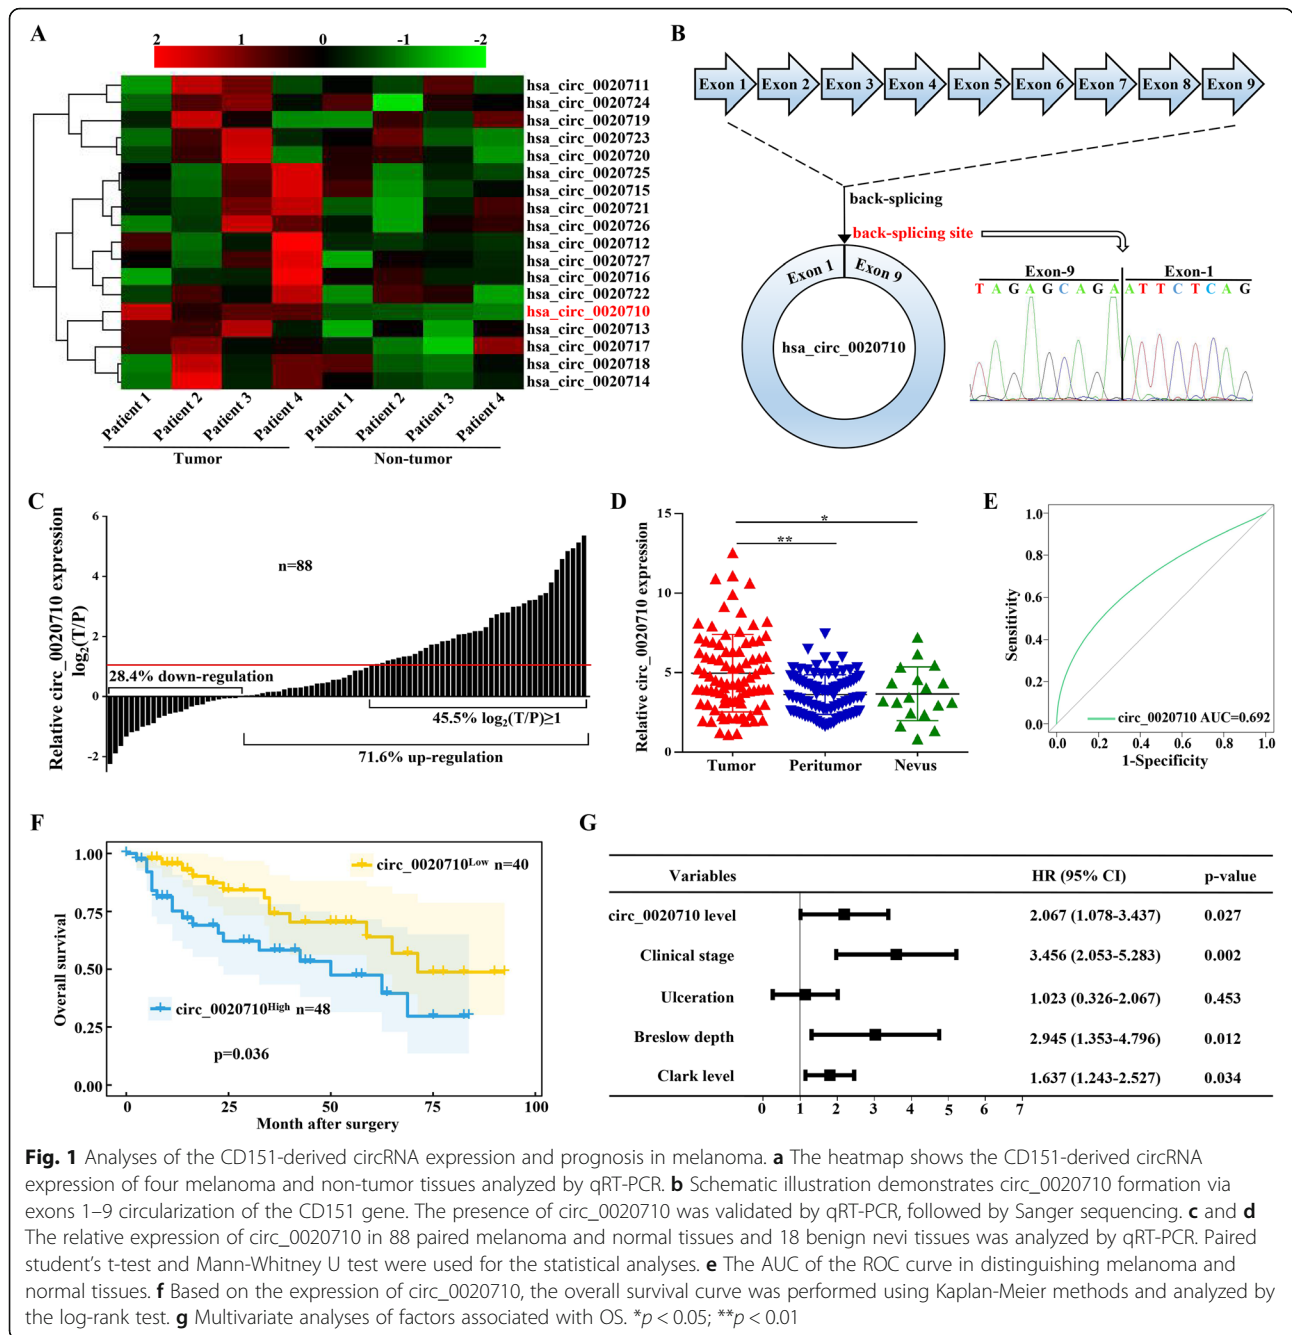 A
2 1 0 -1 -2
hsa_circ_0020711
hsa_circ_0020724
hsa_circ_0020719
hsa_circ_0020723
hsa_circ_0020720
hsa_circ_0020725
hsa_circ_0020715
hsa_circ_0020721
hsa_circ_0020726
hsa_circ_0020712
hsa_circ_0020727
hsa_circ_0020716
hsa_circ_0020722
hsa_circ_0020710
hsa_circ_0020713
hsa_circ_0020717
hsa_circ_0020718
hsa_circ_0020714
Patient 1 Patient 2 Patient 3 Patient 4 Patient 1 Patient 2 Patient 3 Patient 4
Tumor Non-tumor
B
Exon 1 Exon 2 Exon 3 Exon 4 Exon 5 Exon 6 Exon 7 Exon 8 Exon 9
back-splicing
back-splicing site
Exon 1 Exon 9
hsa_circ_0020710
Exon-9 Exon-1
T A G A G C A G A A T T C T C A G
C
Relative circ_0020710 expression
log2(T/P)
6
4
2
0
-2
n=88
28.4% down-regulation
45.5% log2(T/P)≥1
71.6% up-regulation
D
Relative circ_0020710 expression
15
10
5
0
*
**
Tumor Peritumor Nevus
E
Sensitivity
1.0
0.8
0.6
0.4
0.2
0.0
circ_0020710 AUC=0.692
0.0 0.2 0.4 0.6 0.8 1.0
1-Specificity
F
Overall survival
1.00
0.75
0.50
0.25
0.00
circ_0020710Low n=40
circ_0020710High n=48
p=0.036
0 25 50 75 100
Month after surgery
G
Variables HR (95% CI) p-value
circ_0020710 level 2.067 (1.078-3.437) 0.027
Clinical stage 3.456 (2.053-5.283) 0.002
Ulceration 1.023 (0.326-2.067) 0.453
Breslow depth 2.945 (1.353-4.796) 0.012
Clark level 1.637 (1.243-2.527) 0.034
0 1 2 3 4 5 6 7
Fig. 1 Analyses of the CD151-derived circRNA expression and prognosis in melanoma. a The heatmap shows the CD151-derived circRNA
expression of four melanoma and non-tumor tissues analyzed by qRT-PCR. b Schematic illustration demonstrates circ_0020710 formation via
exons 1–9 circularization of the CD151 gene. The presence of circ_0020710 was validated by qRT-PCR, followed by Sanger sequencing. c and d
The relative expression of circ_0020710 in 88 paired melanoma and normal tissues and 18 benign nevi tissues was analyzed by qRT-PCR. Paired
student's t-test and Mann-Whitney U test were used for the statistical analyses. e The AUC of the ROC curve in distinguishing melanoma and
normal tissues. f Based on the expression of circ_0020710, the overall survival curve was performed using Kaplan-Meier methods and analyzed by
the log-rank test. g Multivariate analyses of factors associated with OS. *p < 0.05; **p < 0.01